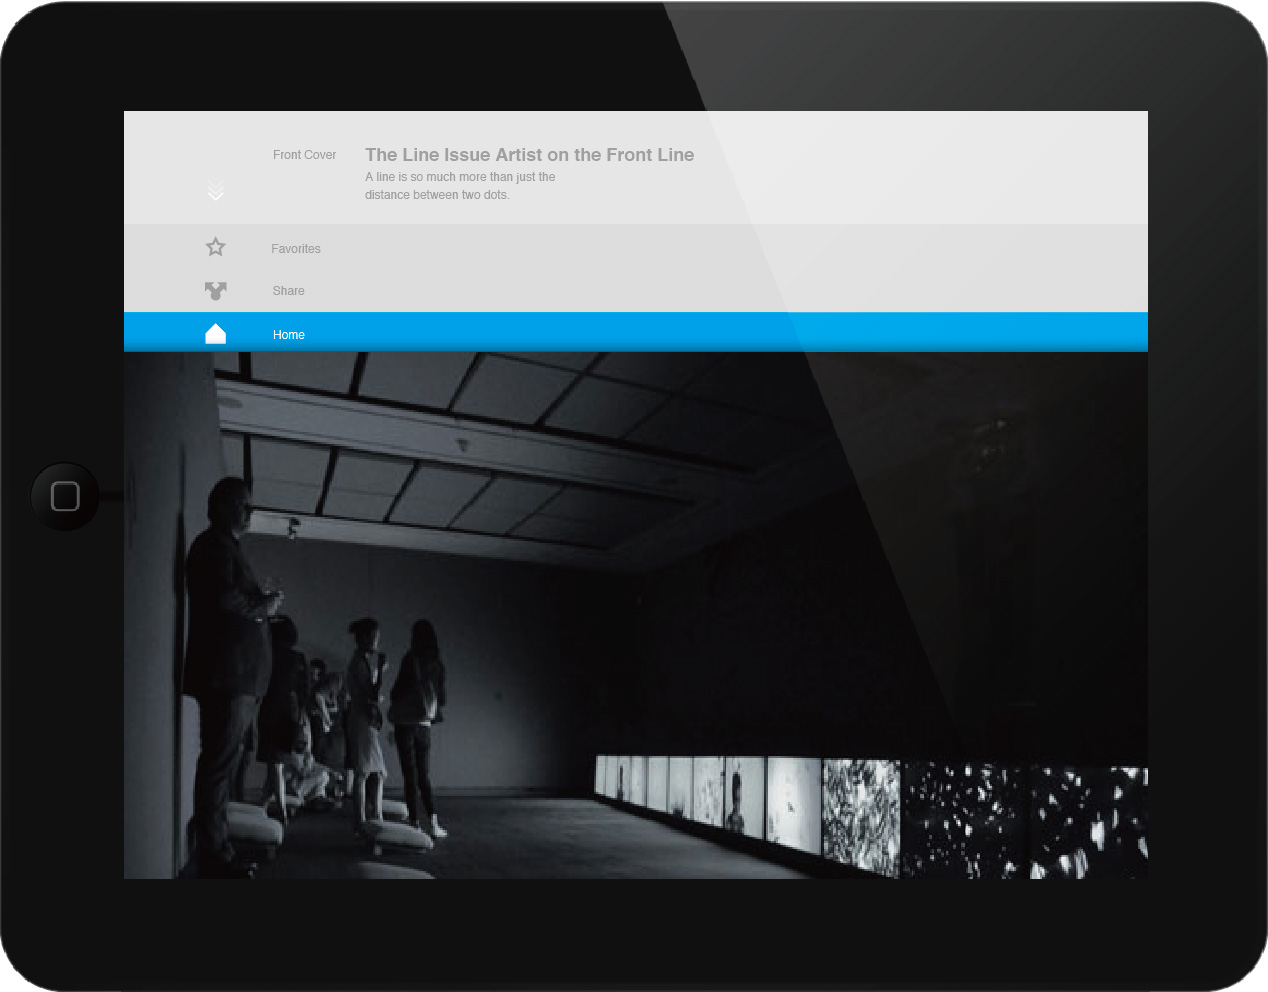 Front Cover
The Line Issue Artist on the Front Line
A line is so much more than just the
distance between two dots.
Favorites
Share
Home